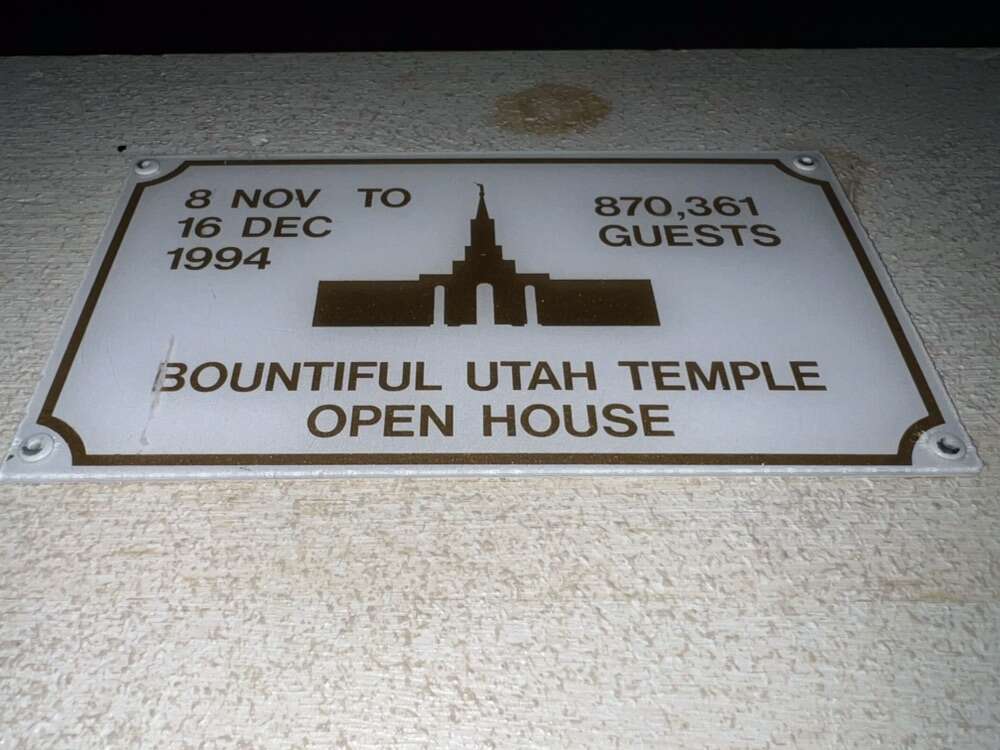 8 NOV TO
16 DEC
1994
870,361
GUESTS
BOUNTIFUL UTAH TEMPLE
OPEN HOUSE